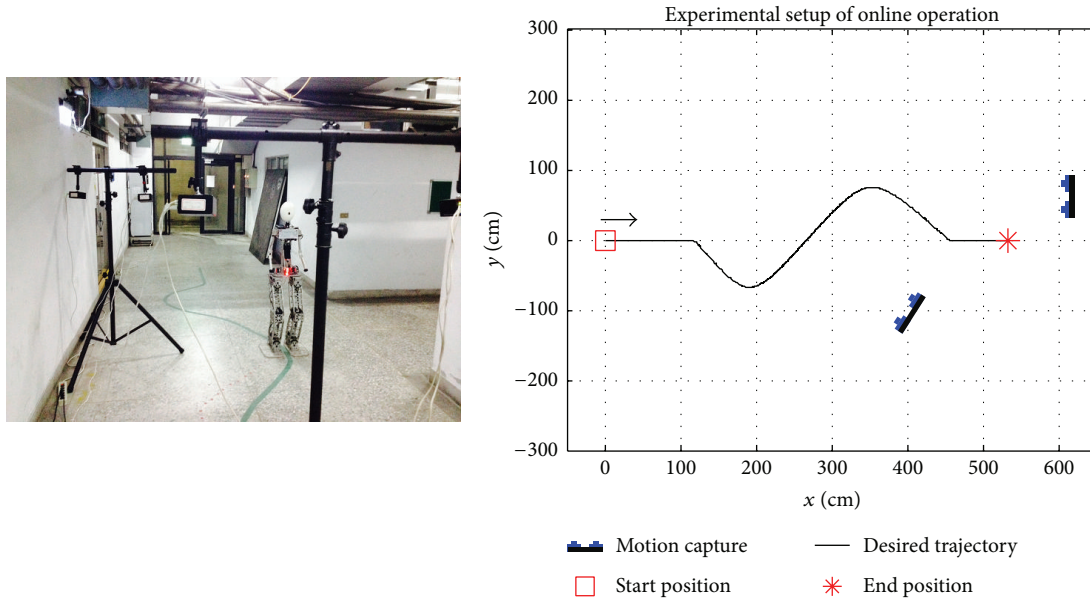 Experimental setup of online operation
300
200
100
0
−100
−200
−300
y (cm)
0 100 200 300 400 500 600
x (cm)
Motion capture
Desired trajectory
Start position
End position